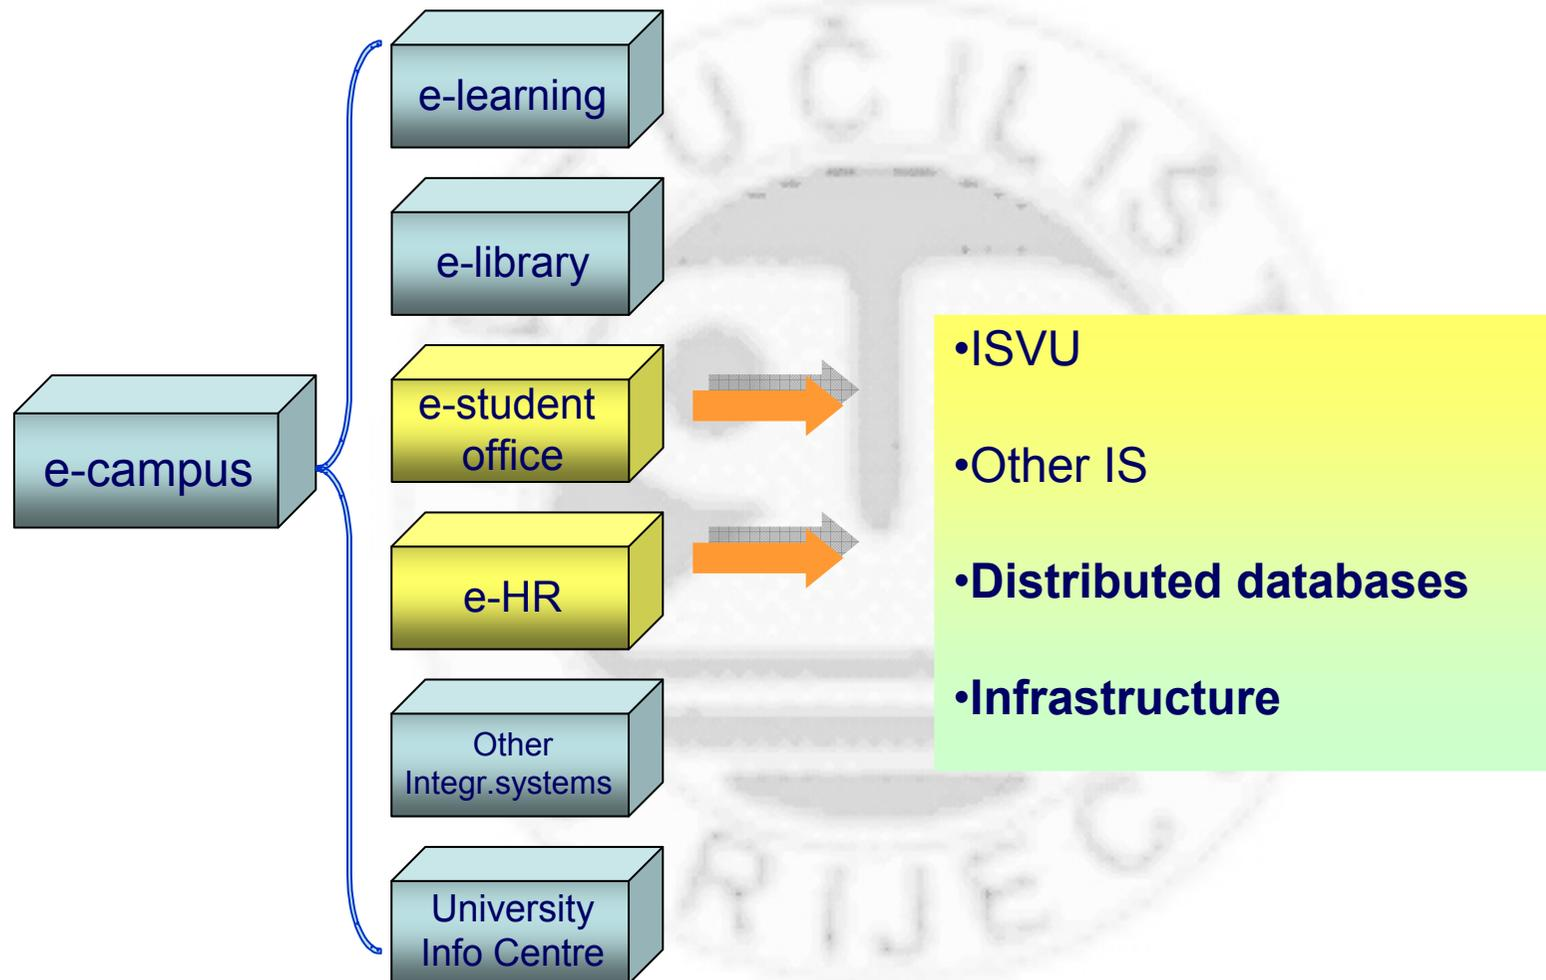 e-campus
e-learning
e-library
e-student
office
e-HR
Other
Integr.systems
University
Info Centre
•ISVU
•Other IS
•Distributed databases
•Infrastructure